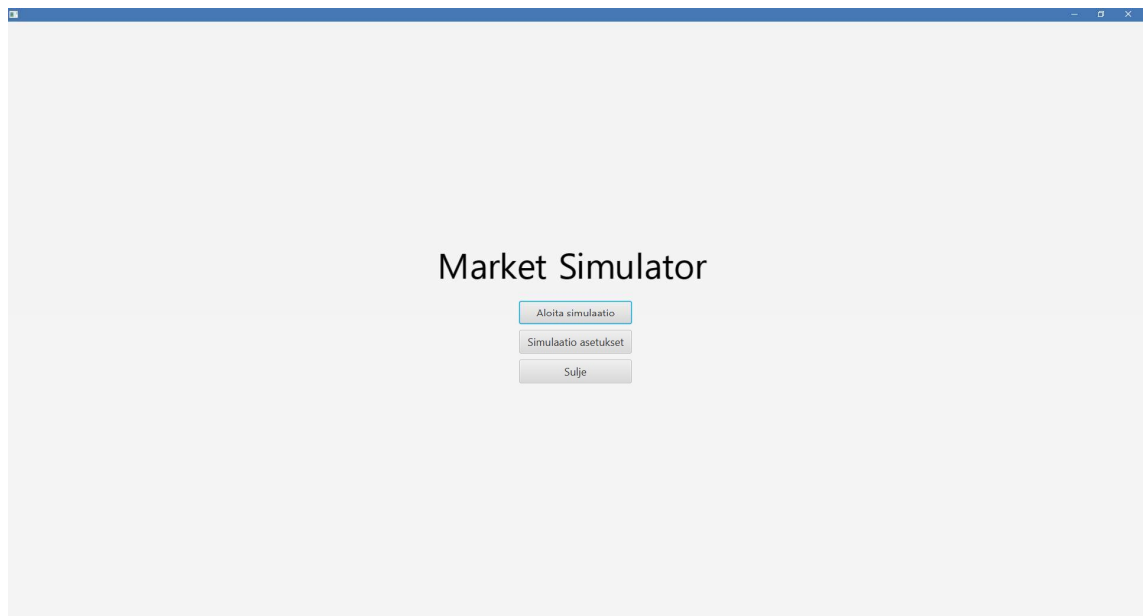 Market Simulator
Aloita simulaatio
Simulaatio asetukset
Sulje